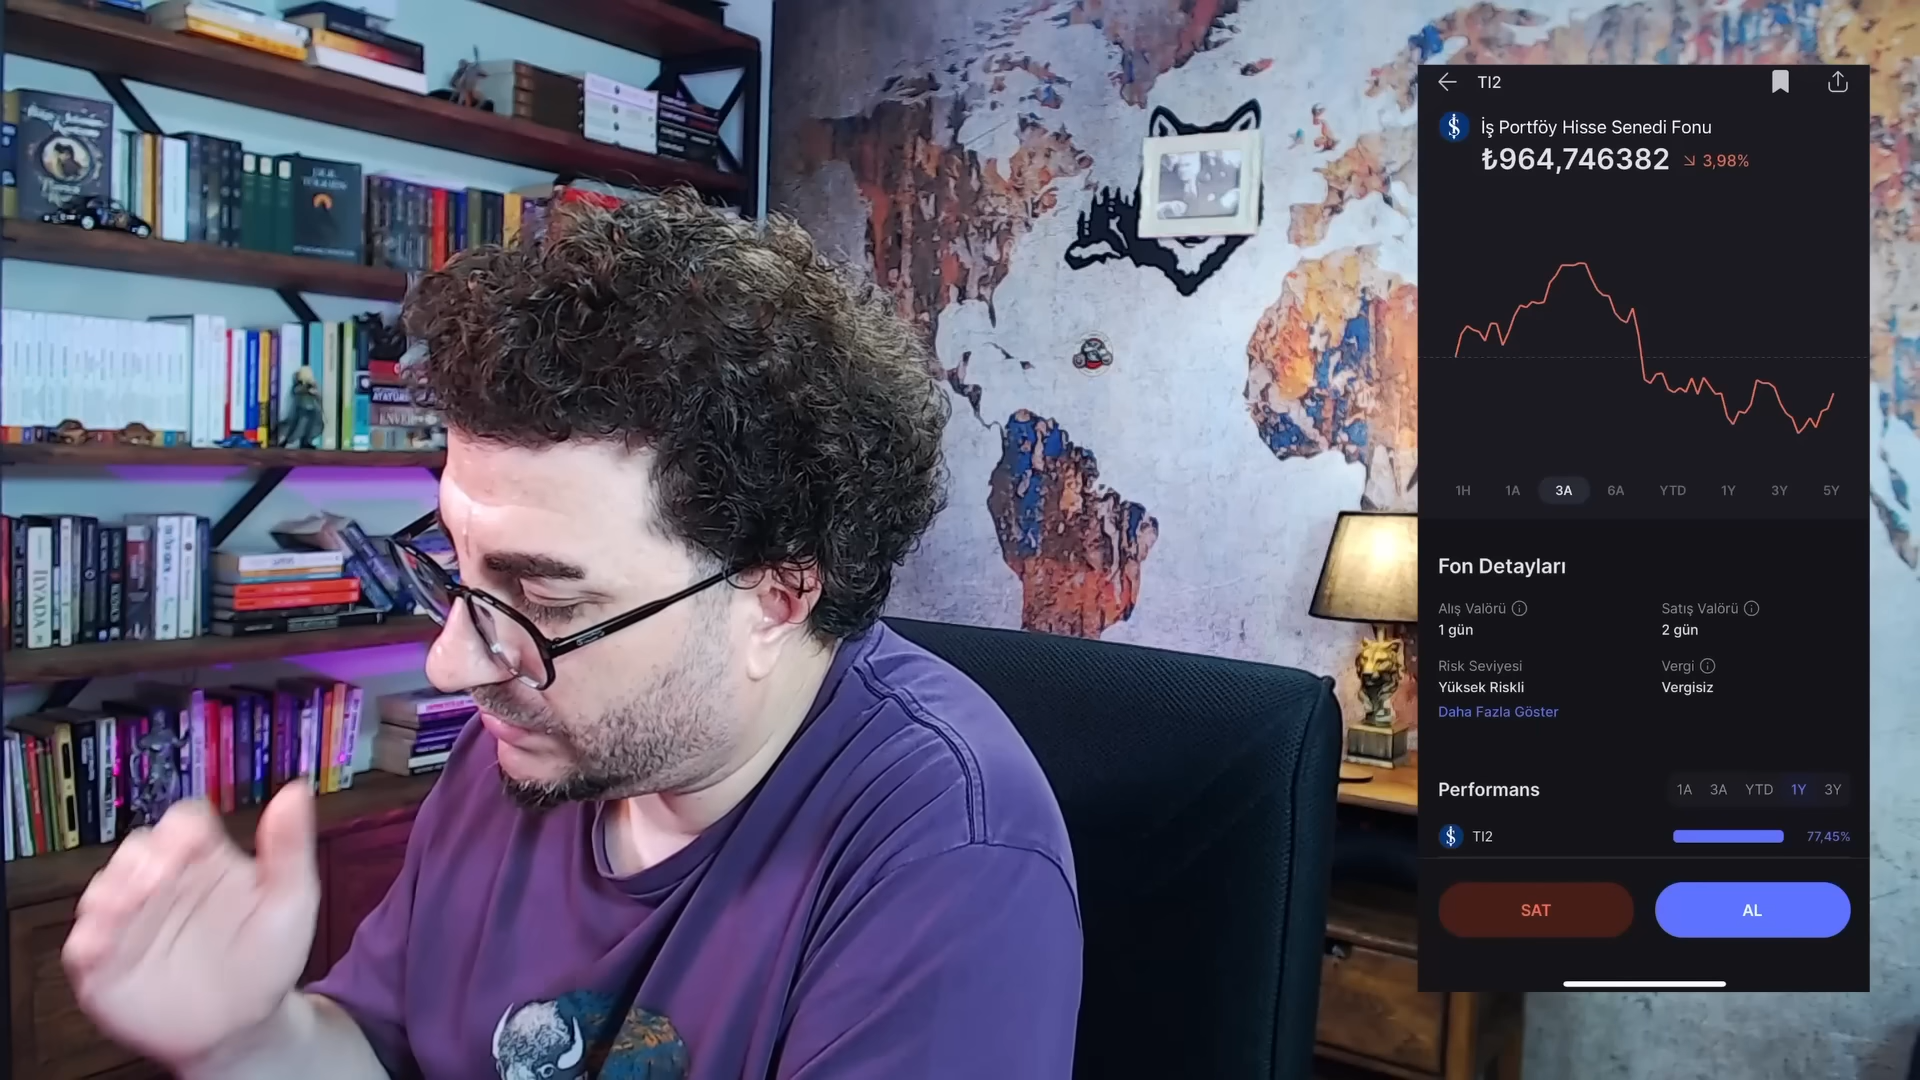 TI2
İş Portföy Hisse Senedi Fonu
₺964,746382 3,98%
1H 1A 3A 6A YTD 1Y 3Y 5Y
Fon Detayları
Alış Valörü
Satış Valörü
1 gün
2 gün
Risk Seviyesi
Vergi
Yüksek Riskli
Vergisiz
Daha Fazla Göster
Performans
1A 3A YTD 1Y 3Y
TI2
77,45%
SAT
AL
İLYADA
ENVER